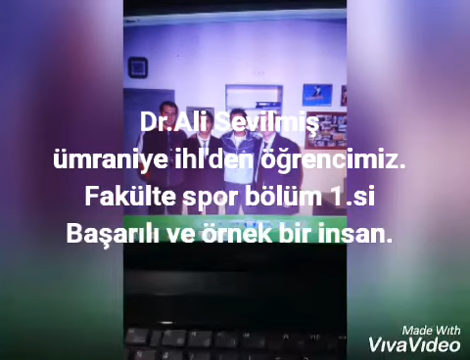 Dr.Ali Sevilmiş
ümraniye ihl'den öğrencimiz.
Fakülte spor bölüm 1.si
Başarılı ve örnek bir insan.
Made With
VivaVideo